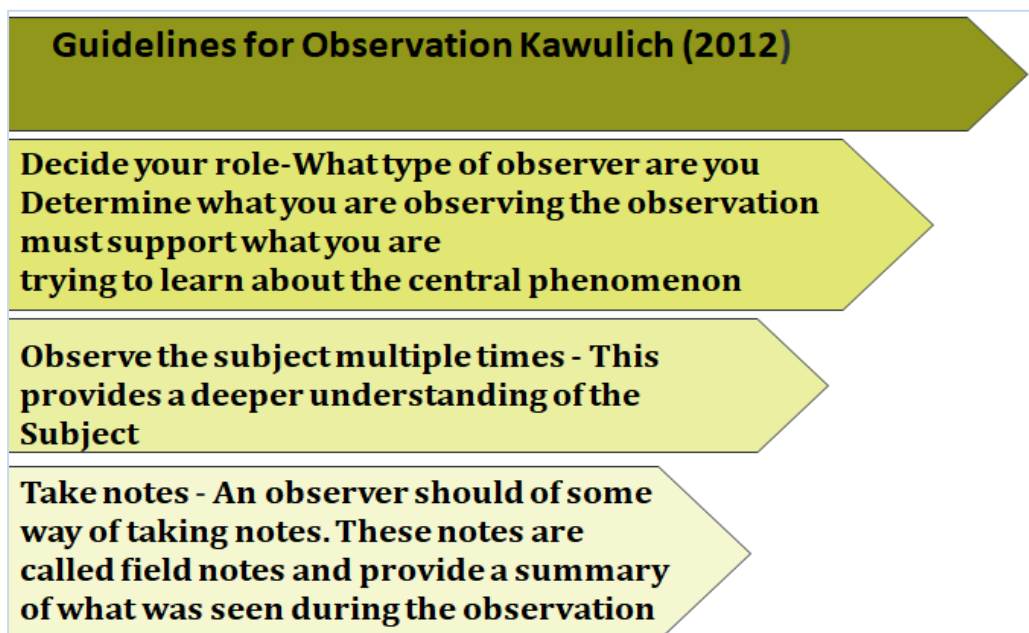 Guidelines for Observation Kawulich (2012)
Decide your role-What type of observer are you
Determine what you are observing the observation
must support what you are
trying to learn about the central phenomenon
Observe the subject multiple times - This
provides a deeper understanding of the
Subject
Take notes - An observer should of some
way of taking notes. These notes are
called field notes and provide a summary
of what was seen during the observation